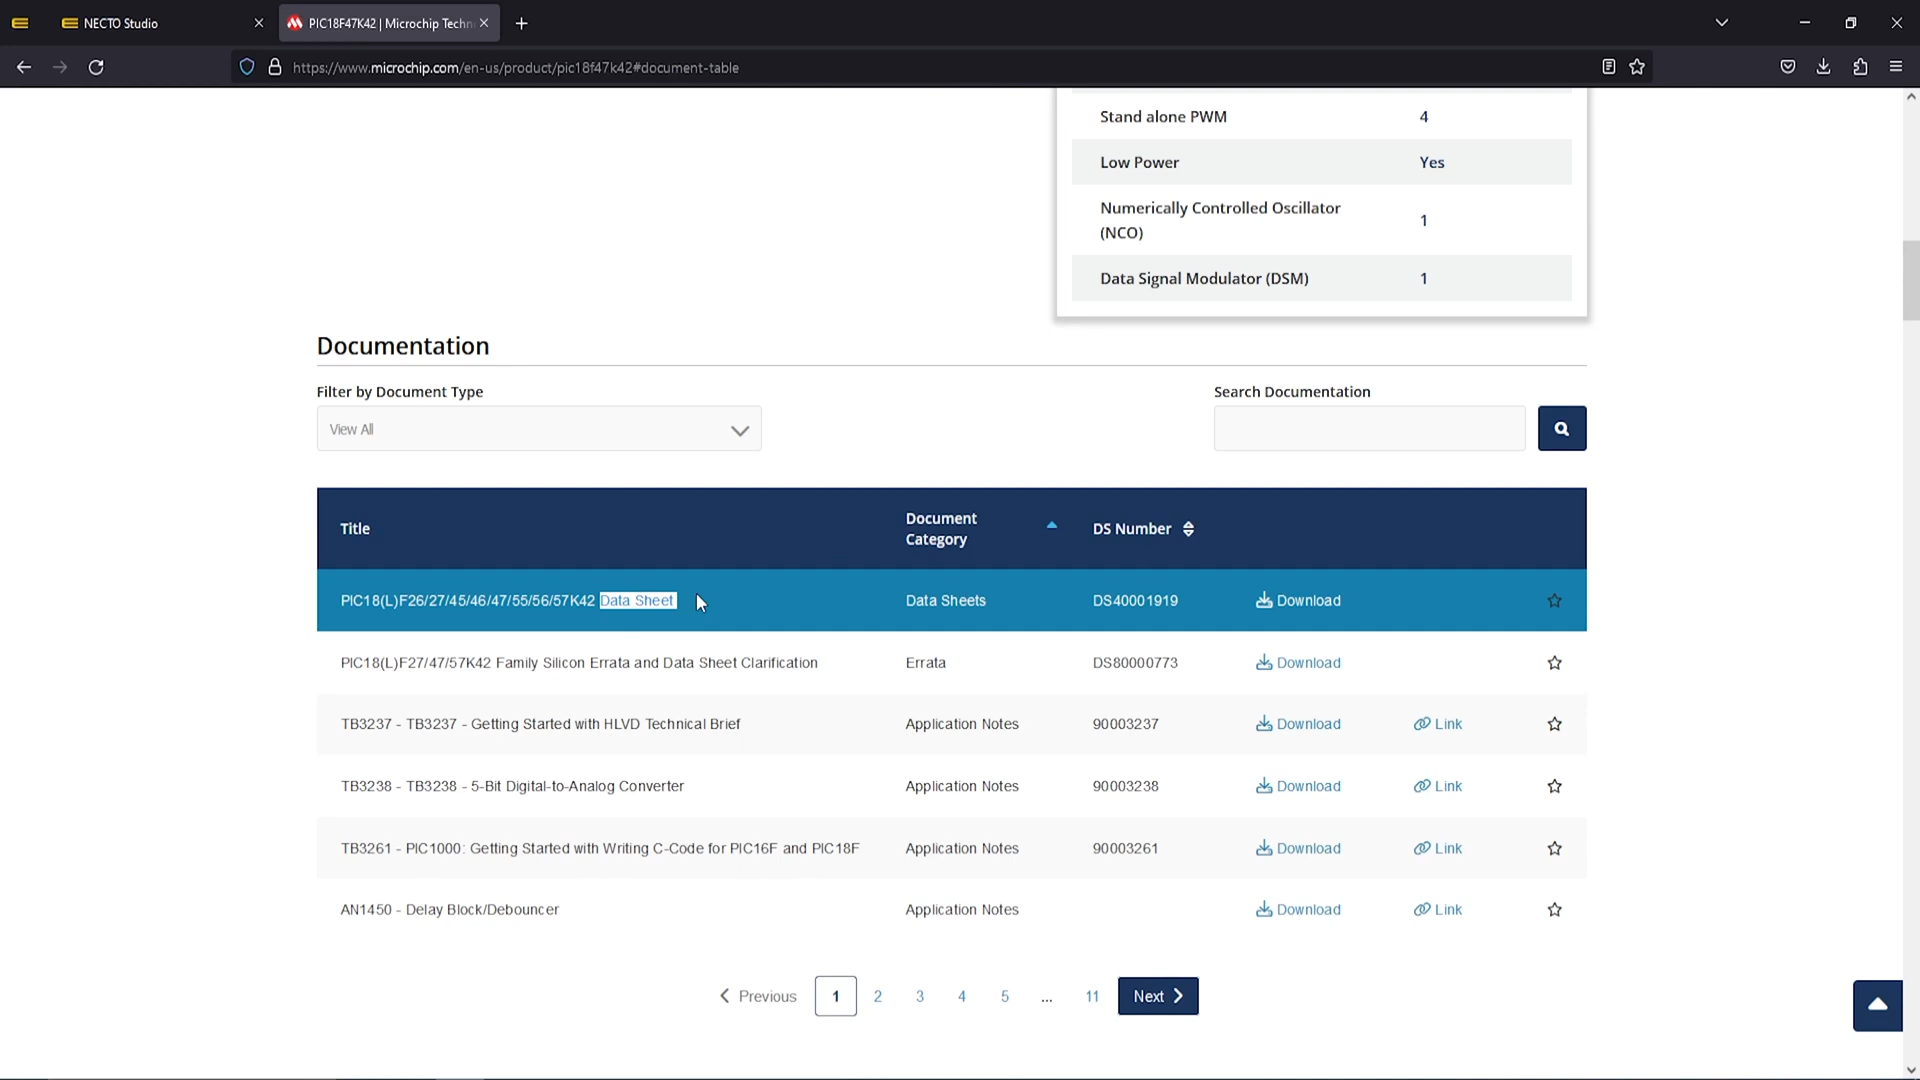 NECTO Studio
PIC18F47K42 | Microchip Techn
https://www.microchip.com/en-us/product/pic18f47k42#document-table
Stand alone PWM 4
Low Power Yes
Numerically Controlled Oscillator
(NCO) 1
Data Signal Modulator (DSM) 1
Documentation
Filter by Document Type Search Documentation
View All
Title Document
Category DS Number
PIC18(L)F26/27/45/46/47/55/56/57K42 Data Sheet Data Sheets DS40001919 Download
PIC18(L)F27/47/57K42 Family Silicon Errata and Data Sheet Clarification Errata DS80000773 Download
TB3237 - TB3237 - Getting Started with HLVD Technical Brief Application Notes 90003237 Download Link
TB3238 - TB3238 - 5-Bit Digital-to-Analog Converter Application Notes 90003238 Download Link
TB3261 - PIC1000: Getting Started with Writing C-Code for PIC16F and PIC18F Application Notes 90003261 Download Link
AN1450 - Delay Block/Debouncer Application Notes Download Link
Previous 1 2 3 4 5 ... 11 Next